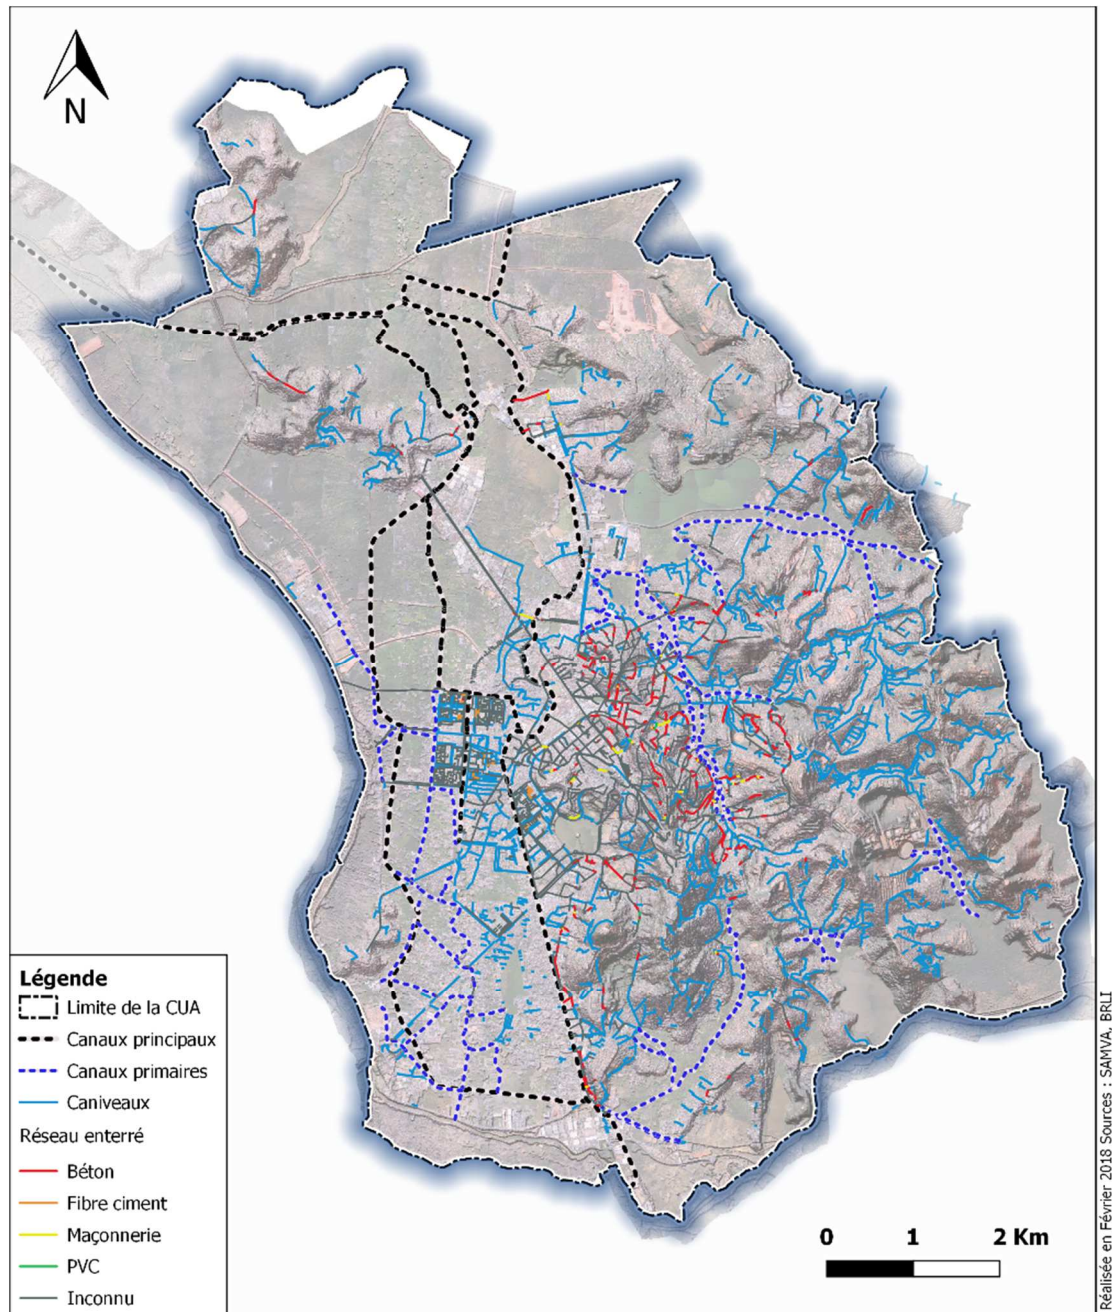 N
Légende
Limite de la CUA
Canaux principaux
Canaux primaires
Caniveaux
Réseau enterré
Béton
Fibre ciment
Maçonnerie
PVC
Inconnu
0 1 2 Km
Réalisée en Février 2018 Sources : SAMVA, BRLI